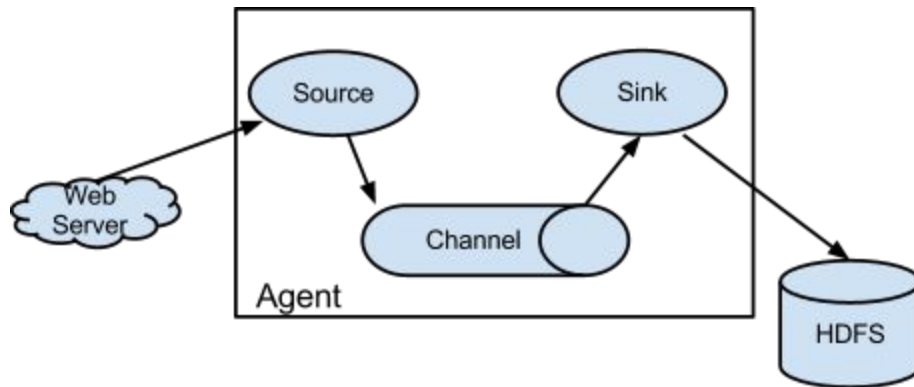 Source
Sink
Web
Server
Channel
Agent
HDFS